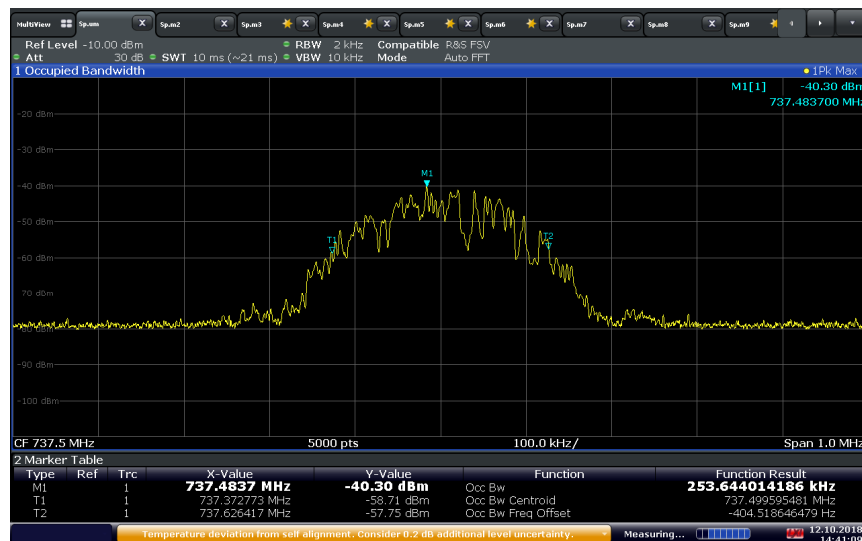 MultiView Sp.um X Sp.m2 X Sp.m3 X Sp.m4 X Sp.m5 X Sp.m6 X Sp.m7 X Sp.m8 X Sp.m9
Ref Level -10.00 dBm RBW 2 kHz Compatible R&S FSV
Att 30 dB SWT 10 ms (~21 ms) VBW 10 kHz Mode Auto FFT
1 Occupied Bandwidth 1Pk Max
M1[1] -40.30 dBm
737.483700 MHz
-20 dBm
-30 dBm
-40 dBm
M1
-50 dBm
T1 T2
-60 dBm
70 dBm
-80 dBm
-90 dBm
-100 dBm
CF 737.5 MHz 5000 pts 100.0 kHz/ Span 1.0 MHz
2 Marker Table
Type Ref Trc X-Value Y-Value Function Function Result
M1 1 737.4837 MHz -40.30 dBm Occ Bw 253.644014186 kHz
T1 1 737.372773 MHz -58.71 dBm Occ Bw Centroid 737.499595481 MHz
T2 1 737.626417 MHz -57.75 dBm Occ Bw Freq Offset -404.518646479 Hz
Temperature deviation from self alignment. Consider 0.2 dB additional level uncertainty. Measuring... 12.10.2018
14:41:09